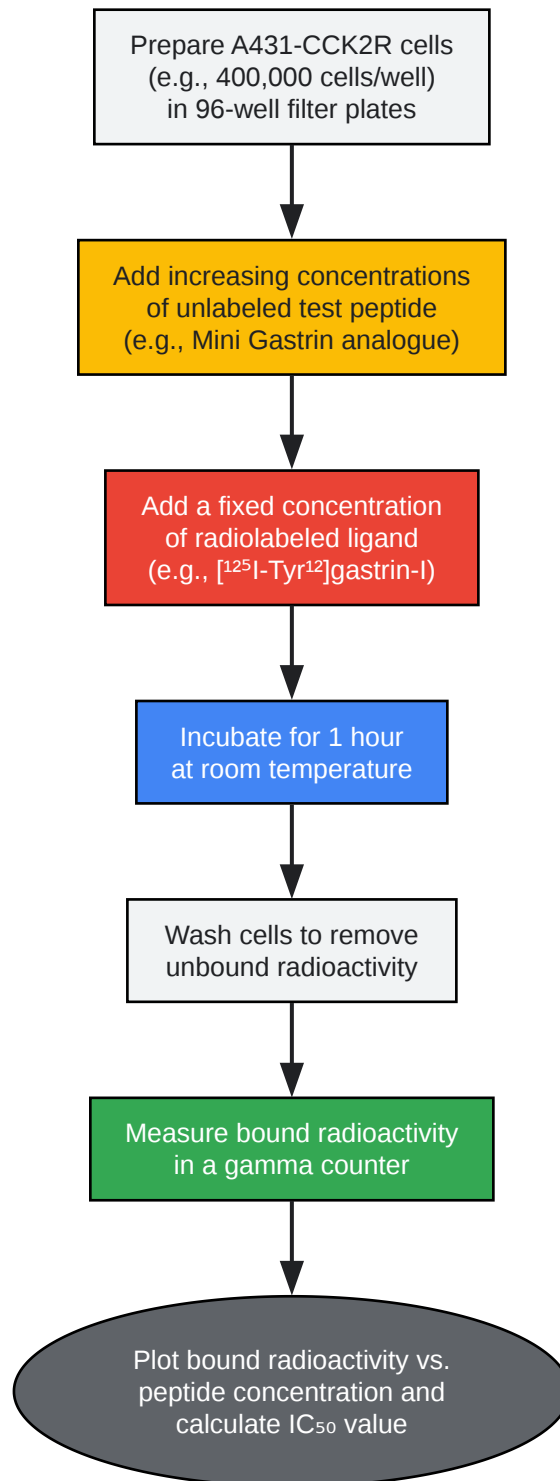 Prepare A431-CCK2R cells
(e.g., 400,000 cells/well)
in 96-well filter plates
Add increasing concentrations
of unlabeled test peptide
(e.g., Mini Gastrin analogue)
Add a fixed concentration
of radiolabeled ligand
(e.g., [¹²⁵I-Tyr¹²]gastrin-I)
Incubate for 1 hour
at room temperature
Wash cells to remove
unbound radioactivity
Measure bound radioactivity
in a gamma counter
Plot bound radioactivity vs.
peptide concentration and
calculate IC₅₀ value